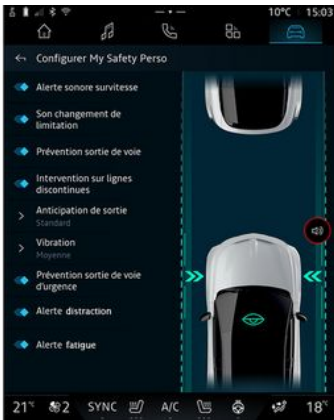 10°C 15:03
Configurer My Safety Perso
Alerte sonore survitesse
Son changement de
limitation
Prévention sortie de voie
Intervention sur lignes
discontinues
Anticipation de sortie
Standard
Vibration
Moyenne
Prévention sortie de voie
d'urgence
Alerte distraction
Alerte fatigue
21°c 2 SYNC A/C 18°c